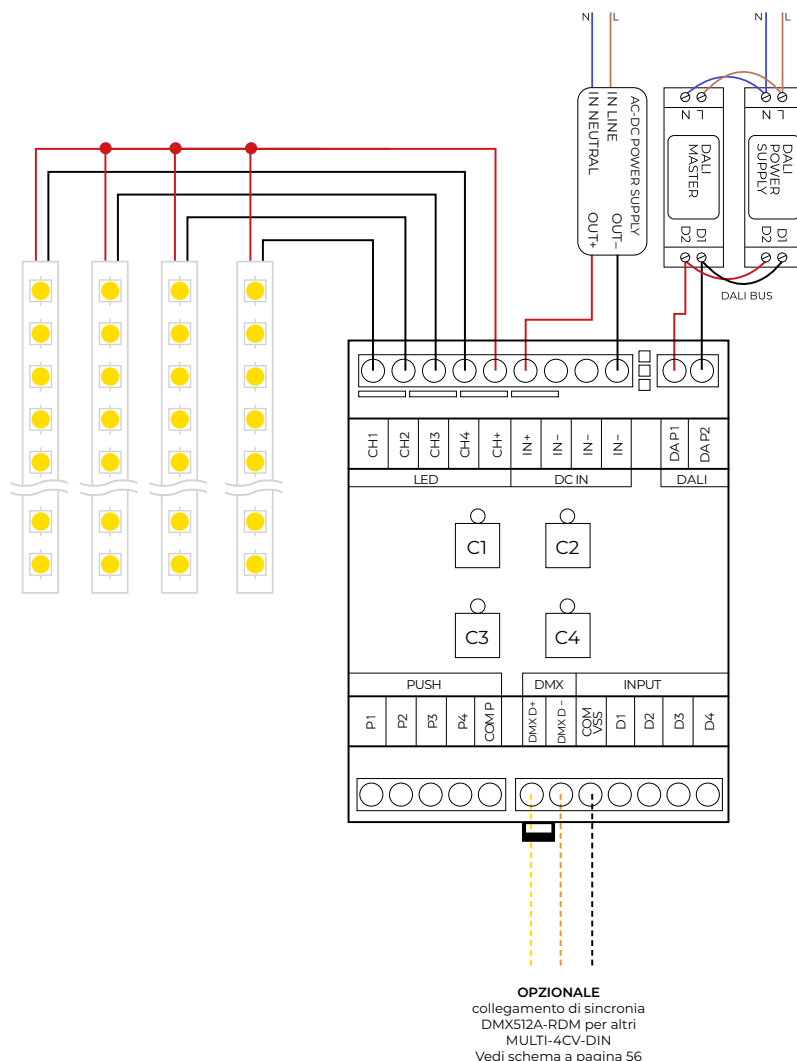 N L
N L
AC-DC POWER SUPPLY
IN LINE
IN NEUTRAL
OUT+
OUT-
N L
DALI
MASTER
D2 D1
N L
DALI
POWER
SUPPLY
D2 D1
DALI BUS
CH1 CH2 CH3 CH4 CH+ IN+ IN- IN- IN- DA P1 DA P2
LED DC IN DALI
C1 C2
C3 C4
PUSH DMX INPUT
P1 P2 P3 P4 COM P DMX D+ DMX D- COM VSS D1 D2 D3 D4
OPZIONALE
collegamento di sincronia
DMX512A-RDM per altri
MULTI-4CV-DIN
Vedi schema a pagina 56